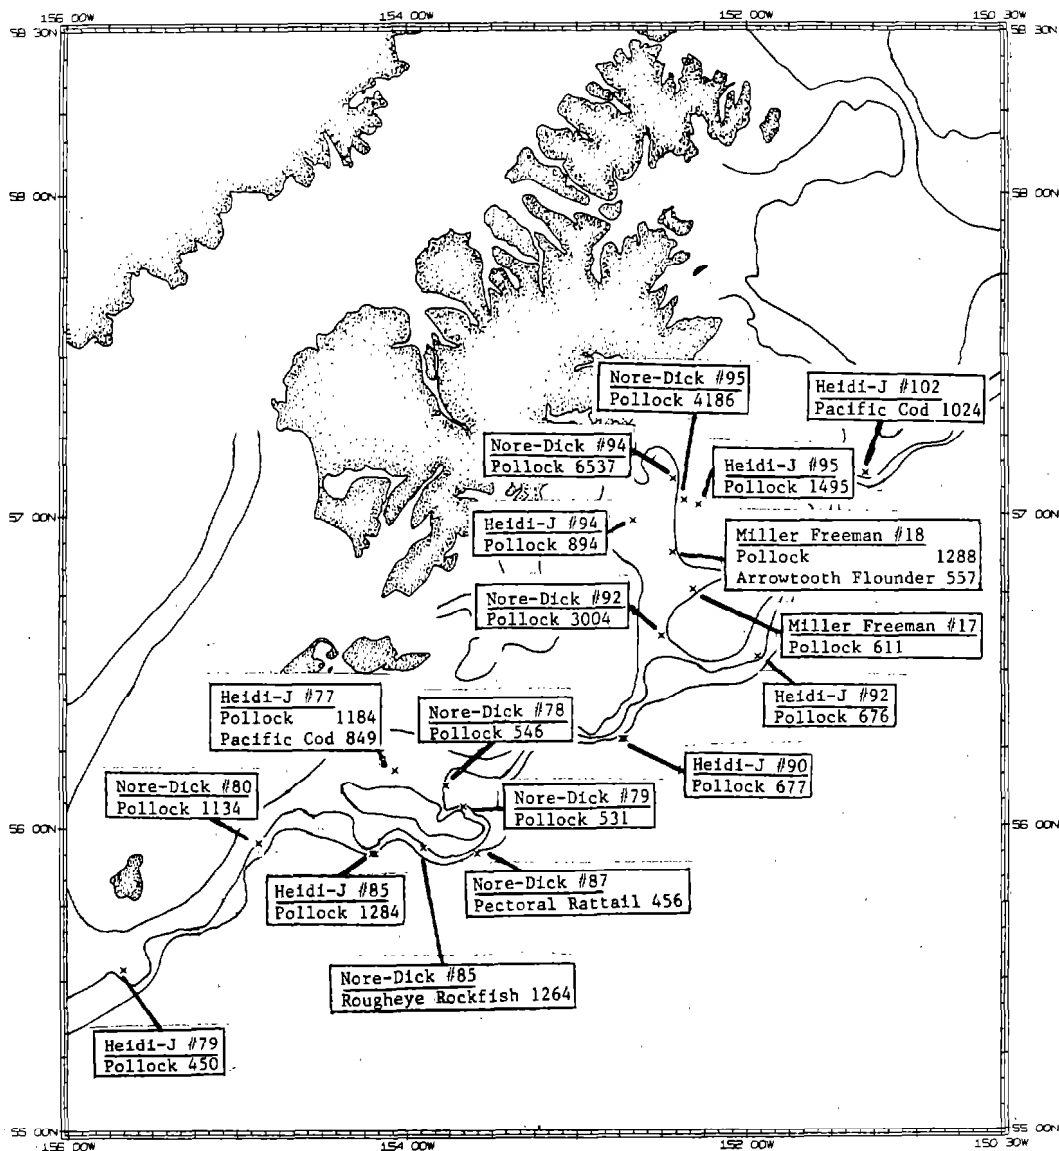 156 00W
154 00W
152 00W
150 30W
58 30N
58 30N
58 00N
58 00N
Nore-Dick #95
Pollock 4186
Heidi-J #102
Pacific Cod 1024
Nore-Dick #94
Pollock 6537
Heidi-J #95
Pollock 1495
57 00N
57 00N
Heidi-J #94
Pollock 894
Miller Freeman #18
Pollock 1288
Arrowtooth Flounder 557
Nore-Dick #92
Pollock 3004
Miller Freeman #17
Pollock 611
Heidi-J #77
Pollock 1184
Pacific Cod 849
Nore-Dick #78
Pollock 546
Heidi-J #92
Pollock 676
Heidi-J #90
Pollock 677
Nore-Dick #80
Pollock 1134
Nore-Dick #79
Pollock 531
56 00N
56 00N
Heidi-J #85
Pollock 1284
Nore-Dick #87
Pectoral Rattail 456
Nore-Dick #85
Rougheye Rockfish 1264
Heidi-J #79
Pollock 450
55 00N
55 00N
156 00W
154 00W
152 00W
150 30W